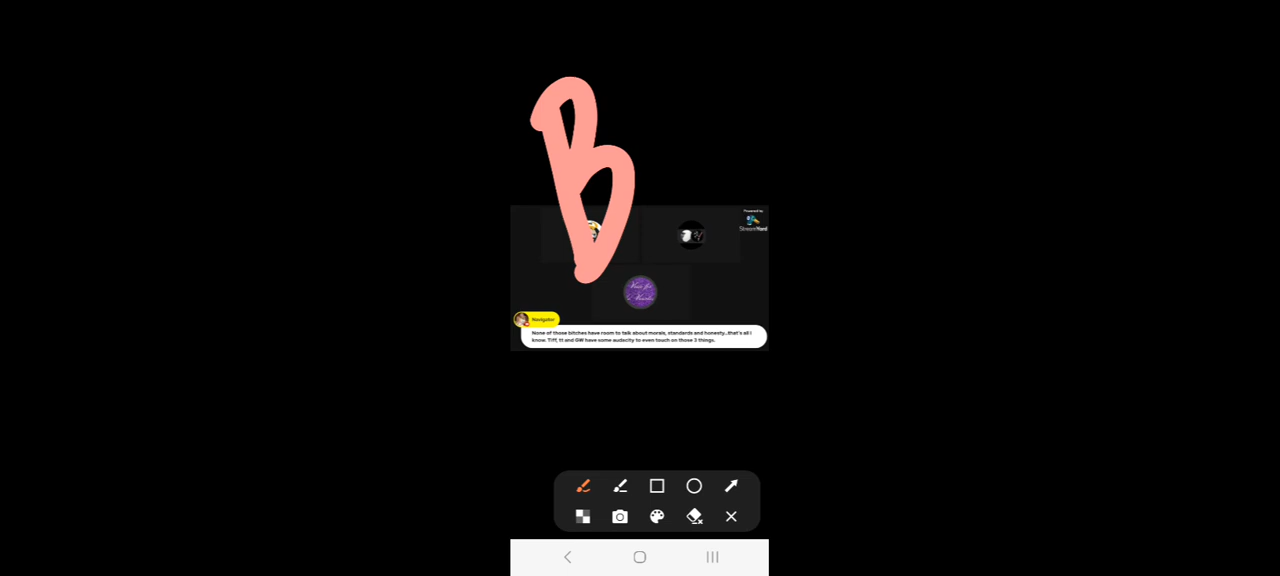 B
Powered by
StreamYard
Navigator
None of those bitches have room to talk about morals, standards and honesty...that's all I
know. Tiff, tt and GW have some audacity to even touch on those 3 things.